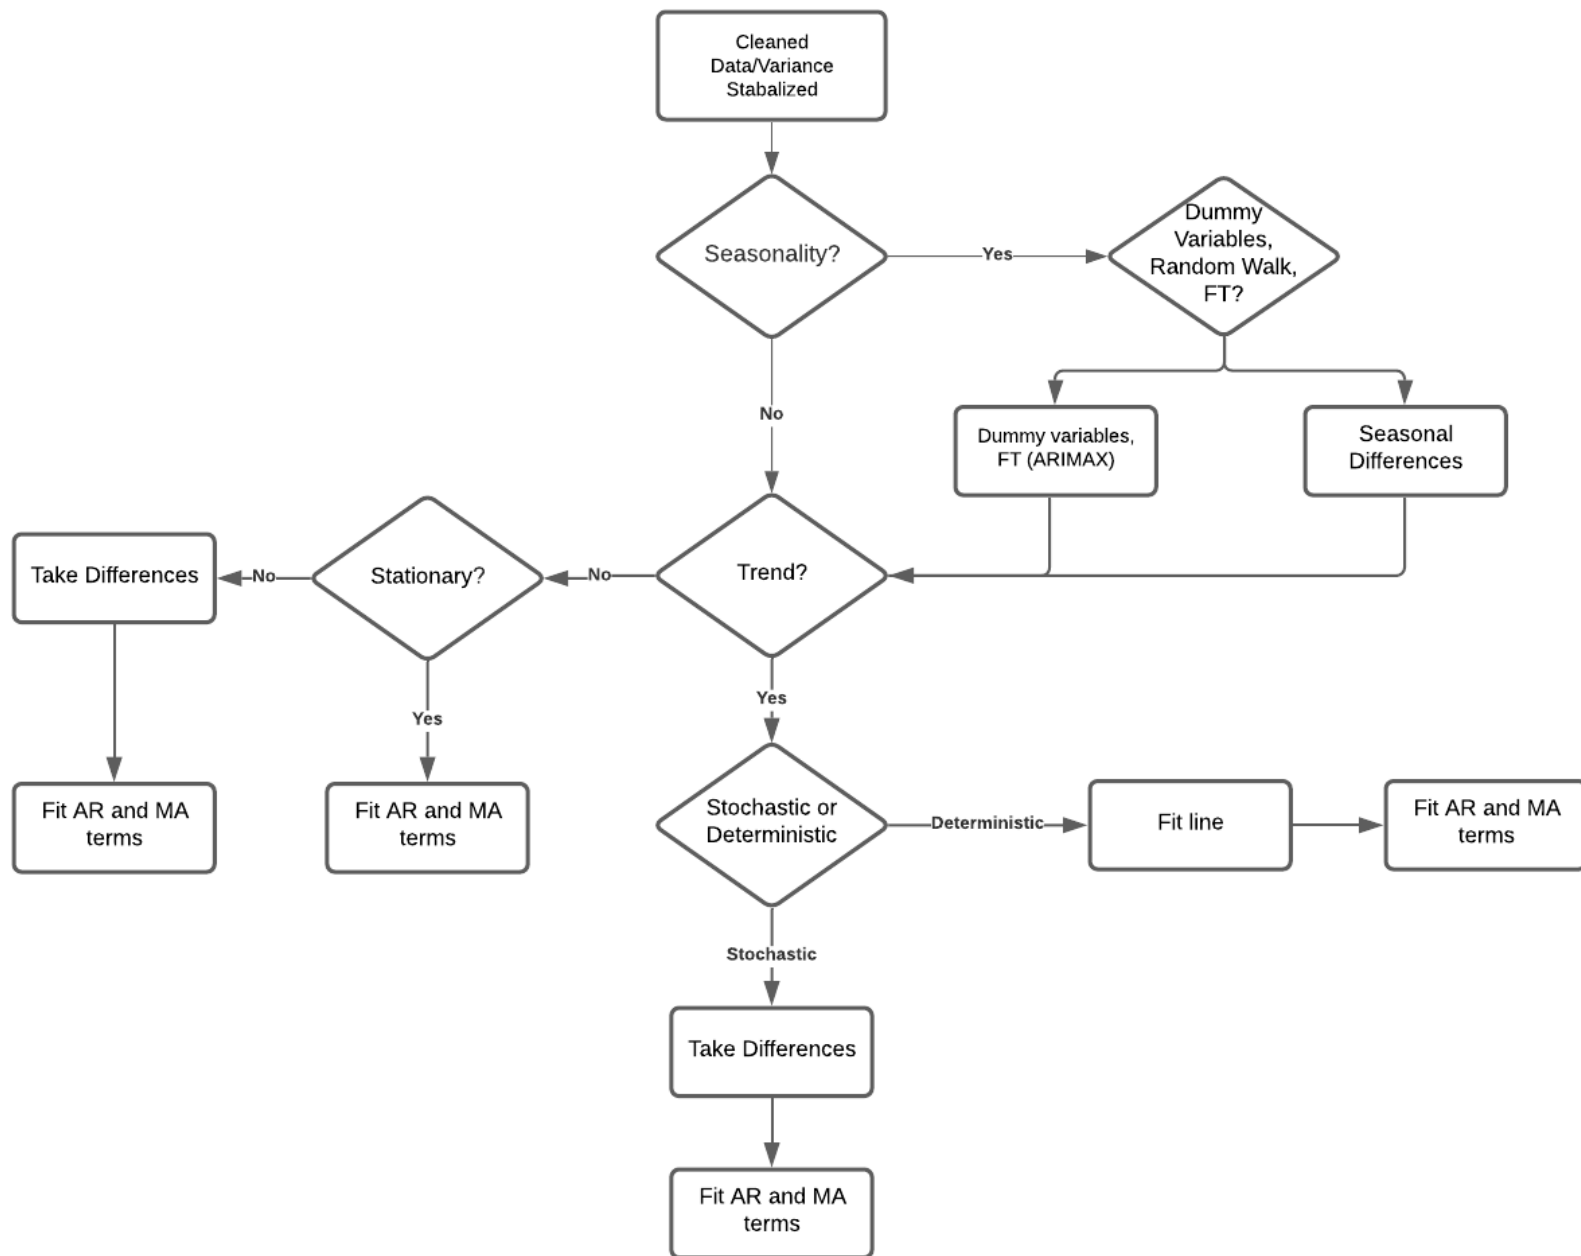 Cleaned
Data/Variance
Stabalized
Seasonality?
Yes
Dummy
Variables,
Random Walk,
FT?
No
Dummy variables,
FT (ARIMAX)
Seasonal
Differences
Take Differences
No
Stationary?
No
Trend?
Yes
Yes
Fit AR and MA
terms
Fit AR and MA
terms
Stochastic or
Deterministic
Deterministic
Fit line
Fit AR and MA
terms
Stochastic
Take Differences
Fit AR and MA
terms